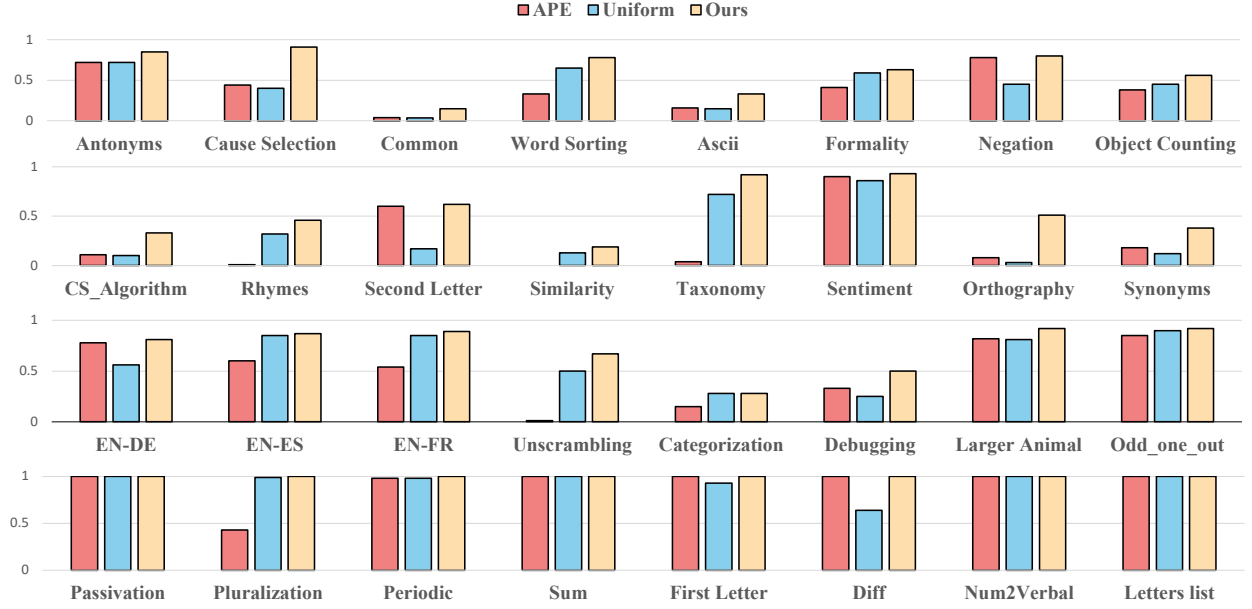 APE Uniform Ours
1
0.5
0
Antonyms Cause Selection Common Word Sorting Ascii Formality Negation Object Counting
1
0.5
0
CS_Algorithm Rhymes Second Letter Similarity Taxonomy Sentiment Orthography Synonyms
1
0.5
0
EN-DE EN-ES EN-FR Unscrambling Categorization Debugging Larger Animal Odd_one_out
1
0.5
0
Passivation Pluralization Periodic Sum First Letter Diff Num2Verbal Letters list